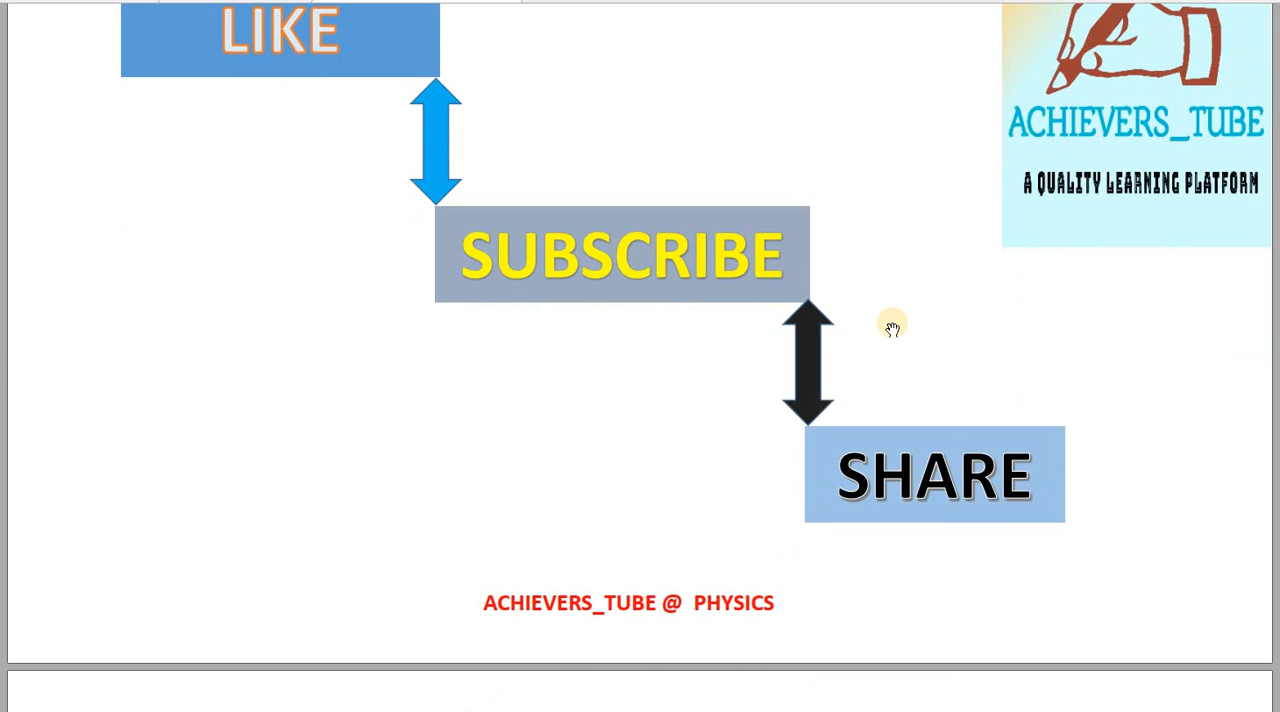 LIKE
ACHIEVERS_TUBE
A QUALITY LEARNING PLATFORM
SUBSCRIBE
SHARE
ACHIEVERS_TUBE @ PHYSICS